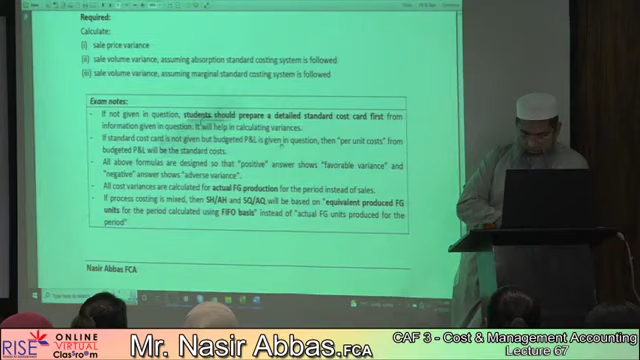 Required:
Calculate:
(i) sale price variance
(ii) sale volume variance, assuming absorption standard costing system is followed
(iii) sale volume variance, assuming marginal standard costing system is followed
Exam notes:
- If not given in question, students should prepare a detailed standard cost card first from
information given in question. It will help in calculating variances.
- If standard cost card is not given but budgeted P&L is given in question, then "per unit costs" from
budgeted P&L will be the standard costs.
- All above formulas are designed so that "positive" answer shows favorable variance and
"negative" answer shows "adverse variance".
- All cost variances are calculated for actual FG production for the period instead of sales.
- If process costing is mixed, then SH/AH and SQ/AQ will be based on "equivalent produced FG
units for the period calculated using FIFO basis" instead of "actual FG units produced for the
period"
Nasir Abbas FCA
RISE
ONLINE
VIRTUAL
Classroom
Mr. Nasir Abbas.FCA
CAF 3 - Cost & Management Accounting
Lecture 67